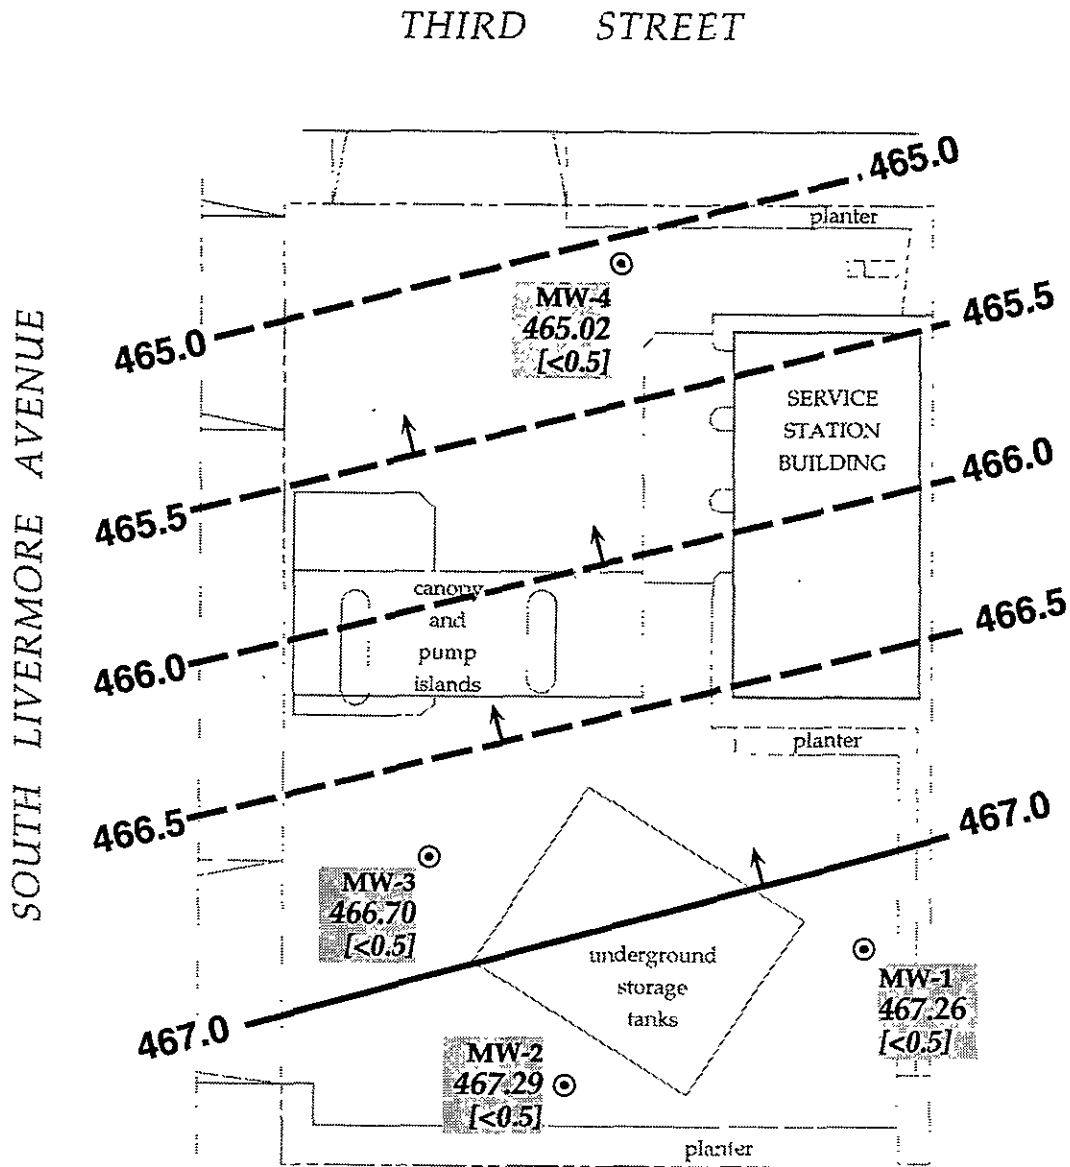 THIRD STREET
SOUTH LIVERMORE AVENUE
465.0
planter
465.5
MW-4
465.02
[<0.5]
465.0
SERVICE
STATION
BUILDING
466.0
465.5
canopy
and
pump
islands
466.5
466.0
planter
467.0
466.5
MW-3
466.70
[<0.5]
underground
storage
tanks
MW-1
467.26
[<0.5]
467.0
MW-2
467.29
[<0.5]
planter